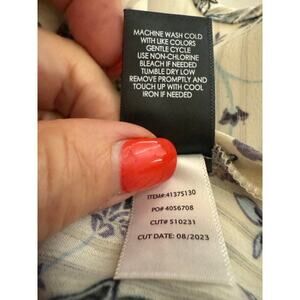 MACHINE WASH COLD
WITH LIKE COLORS
GENTLE CYCLE
USE NON-CHLORINE
BLEACH IF NEEDED
TUMBLE DRY LOW
REMOVE PROMPTLY AND
TOUCH UP WITH COOL
IRON IF NEEDED
ITEM#:41375130
PO# 4056708
CUT# 510231
CUT DATE: 08/2023